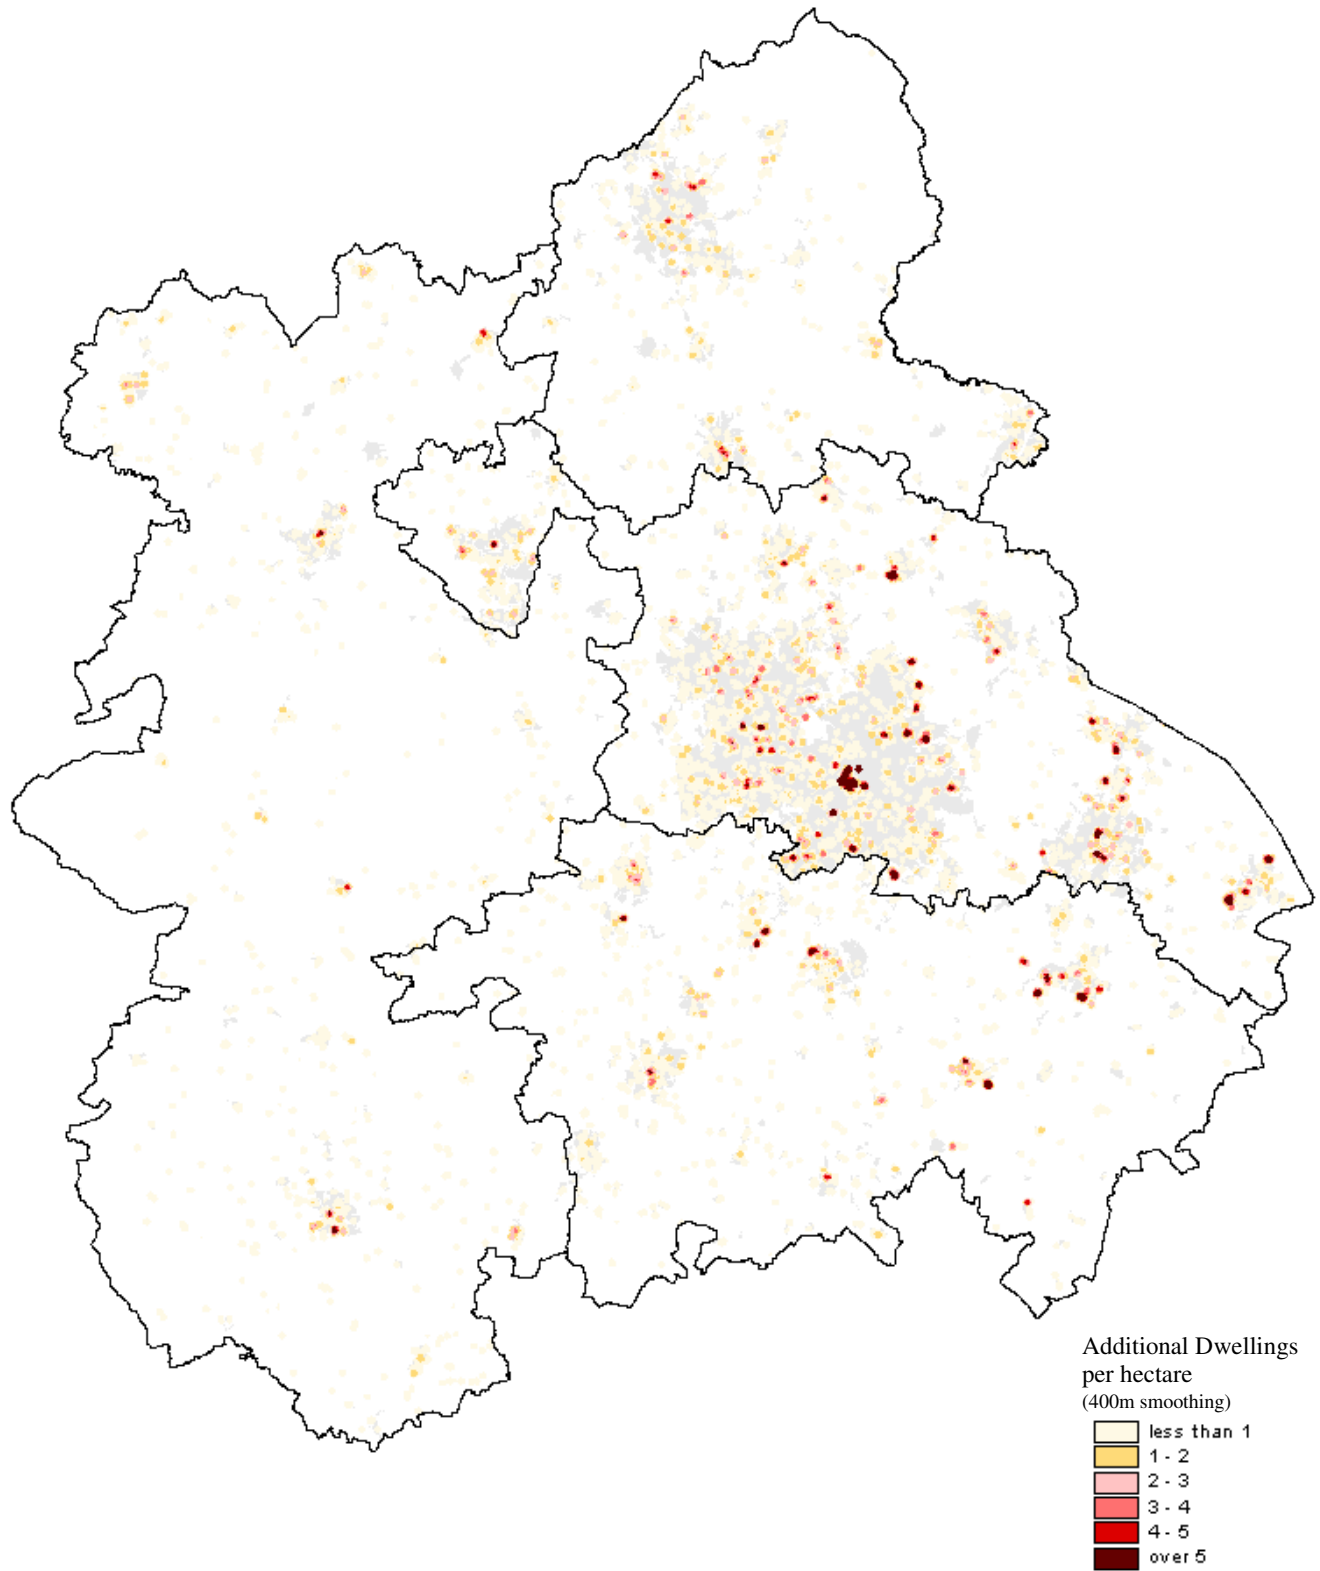 Additional Dwellings
per hectare
(400m smoothing)
less than 1
1 - 2
2 - 3
3 - 4
4 - 5
over 5